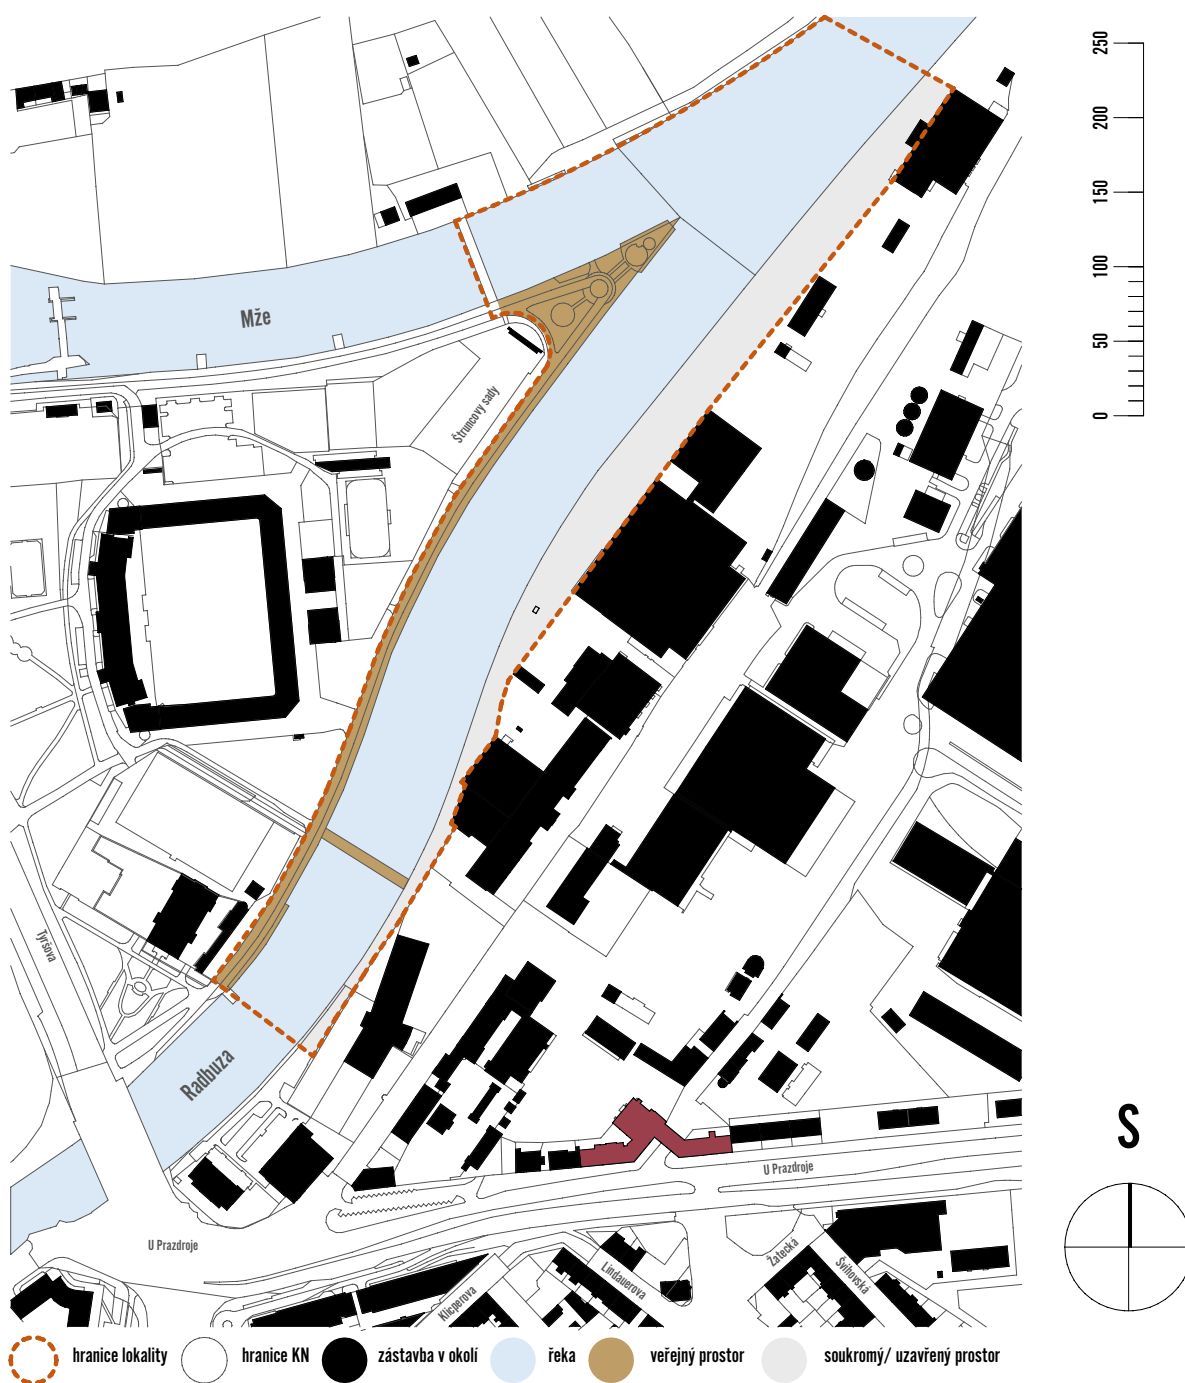 250
200
150
100
50
0
Mže
Štruncovy sady
Tyršova
Radbuza
S
U Prazdroje
U Prazdroje
Žatecká
Švihovská
Lindauerova
Klicperova
hranice lokality
hranice KN
zástavba v okolí
řeka
veřejný prostor
soukromý/ uzavřený prostor